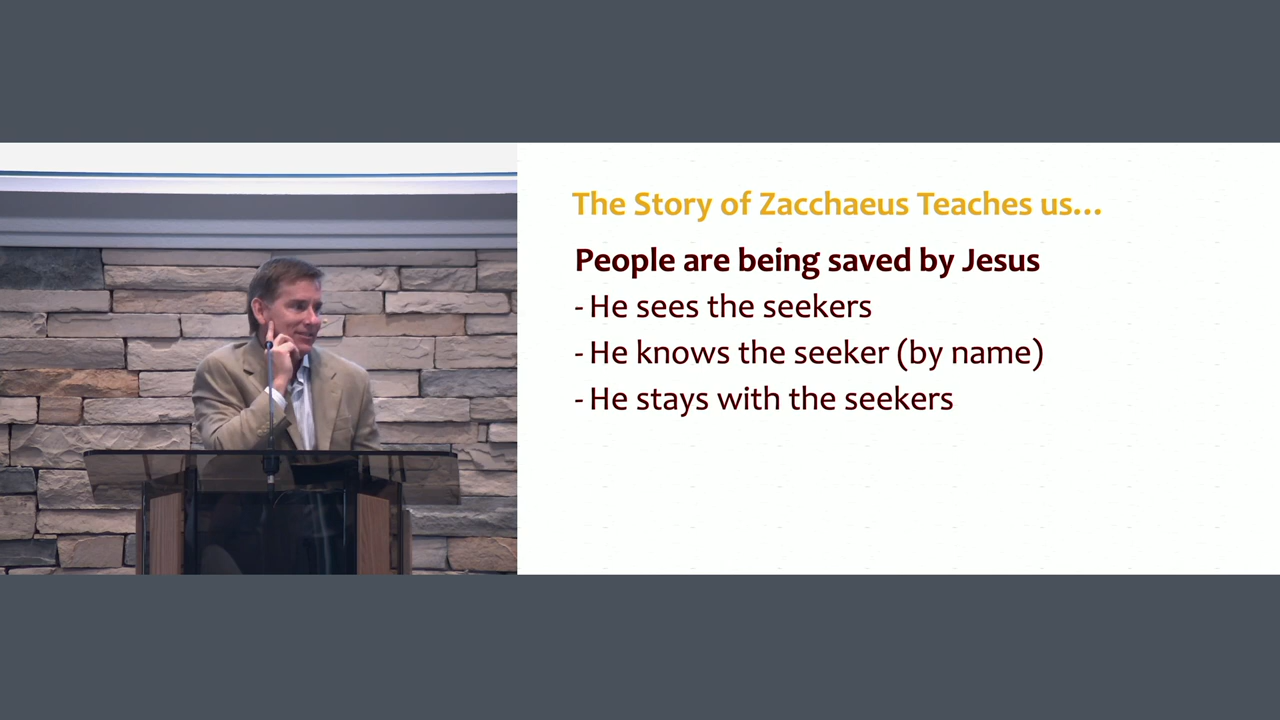 The Story of Zacchaeus Teaches us...
People are being saved by Jesus
- He sees the seekers
- He knows the seeker (by name)
- He stays with the seekers